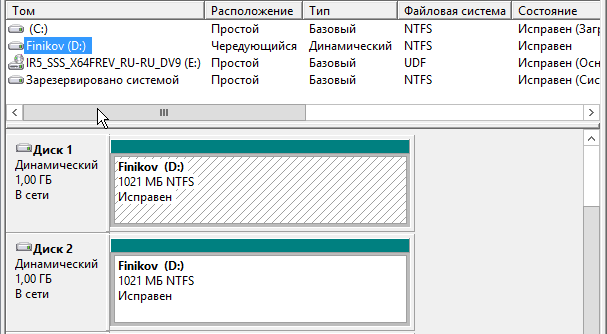 Том Расположение Тип Файловая система Состояние
(C:) Простой Базовый NTFS Исправен (Загр
Finikov (D:) Чередующийся Динамический NTFS Исправен
IR5_SSS_X64FREV_RU-RU_DV9 (E:) Простой Базовый UDF Исправен (Осн
Зарезервировано системой Простой Базовый NTFS Исправен (Сис
Диск 1
Динамический
1,00 ГБ
В сети
Finikov (D:)
1021 МБ NTFS
Исправен
Диск 2
Динамический
1,00 ГБ
В сети
Finikov (D:)
1021 МБ NTFS
Исправен